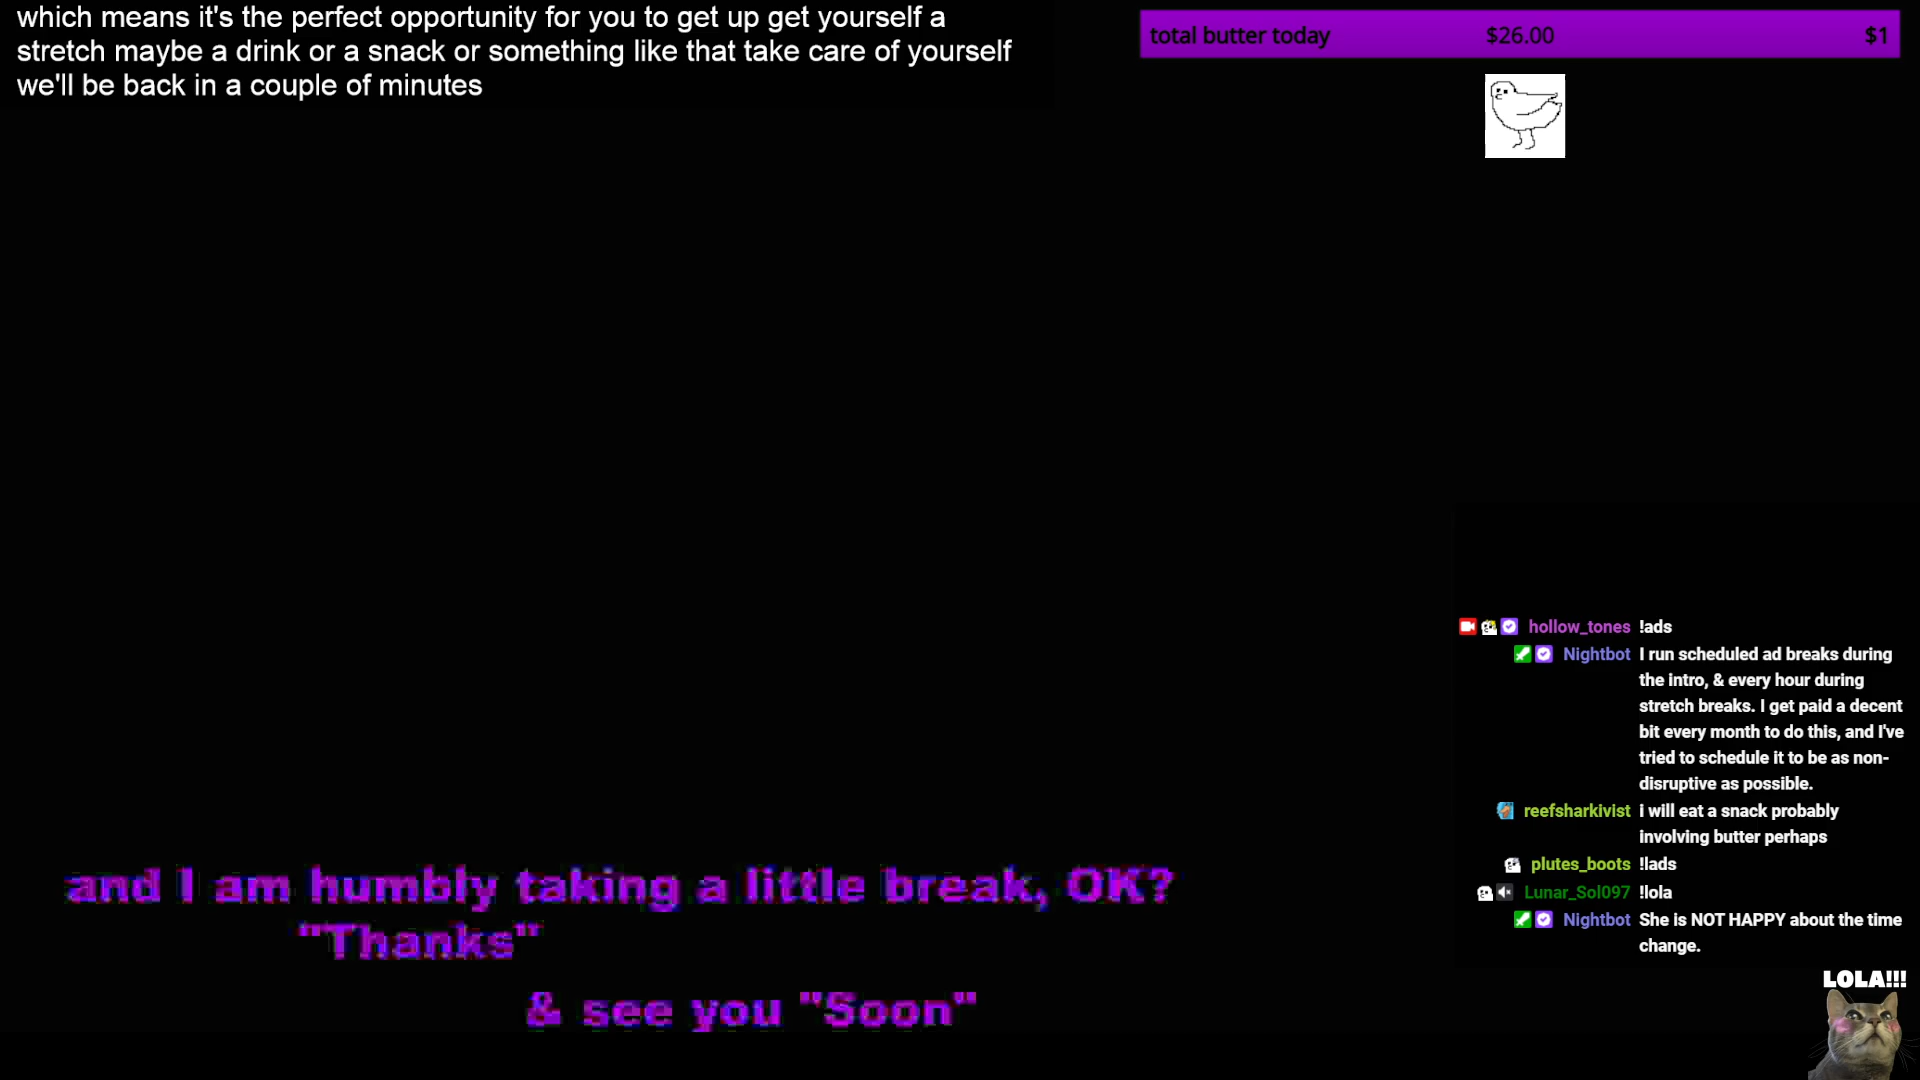 which means it's the perfect opportunity for you to get up get yourself a
stretch maybe a drink or a snack or something like that take care of yourself
we'll be back in a couple of minutes
total butter today $26.00 $1
hollow_tones !ads
Nightbot I run scheduled ad breaks during
the intro, & every hour during
stretch breaks. I get paid a decent
bit every month to do this, and I've
tried to schedule it to be as non-
disruptive as possible.
reefsharkivist i will eat a snack probably
involving butter perhaps
plutes_boots !lads
Lunar_Sol097 !lola
Nightbot She is NOT HAPPY about the time
change.
LOLA!!!
and I am humbly taking a little break, OK?
"Thanks"
& see you "Soon"